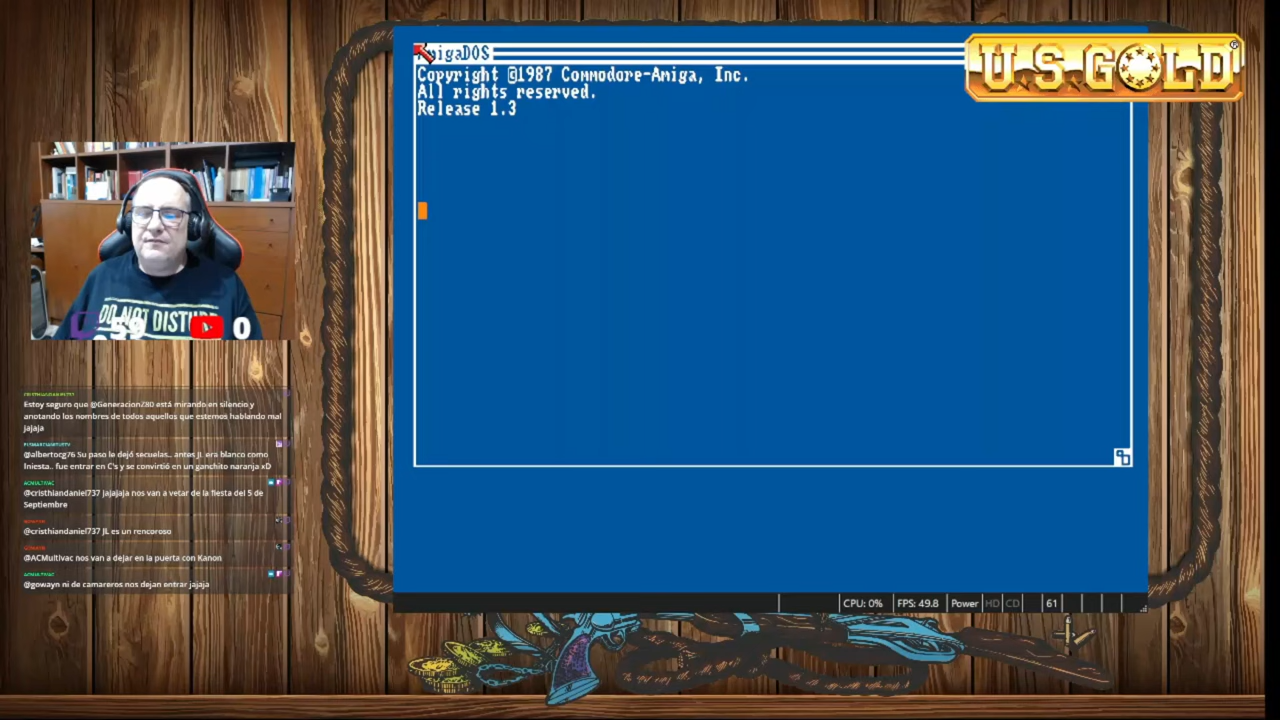 AmigaDOS
Copyright ©1987 Commodore-Amiga, Inc.
All rights reserved.
Release 1.3
U.S. GOLD
DO NOT DISTU
59 0
Estoy seguro que @GeneracionZ80 está mirando en silencio y
anotando los nombres de todos aquellos que estemos hablando mal
jajaja
@albertocg76 Su paso le dejó secuelas.. antes JL era blanco como
Iniesta.. fue entrar en C's y se convirtió en un ganchito naranja xD
ACMULTIVAC
@cristhiandaniel737 jajajaja nos van a vetar de la fiesta del 5 de
Septiembre
@cristhiandaniel737 JL es un rencoroso
@ACMultivac nos van a dejar en la puerta con Kanon
ACMULTIVAC
@gowayn ni de camareros nos dejan entrar jajaja
CPU: 0% FPS: 49.8 Power HD CD 61